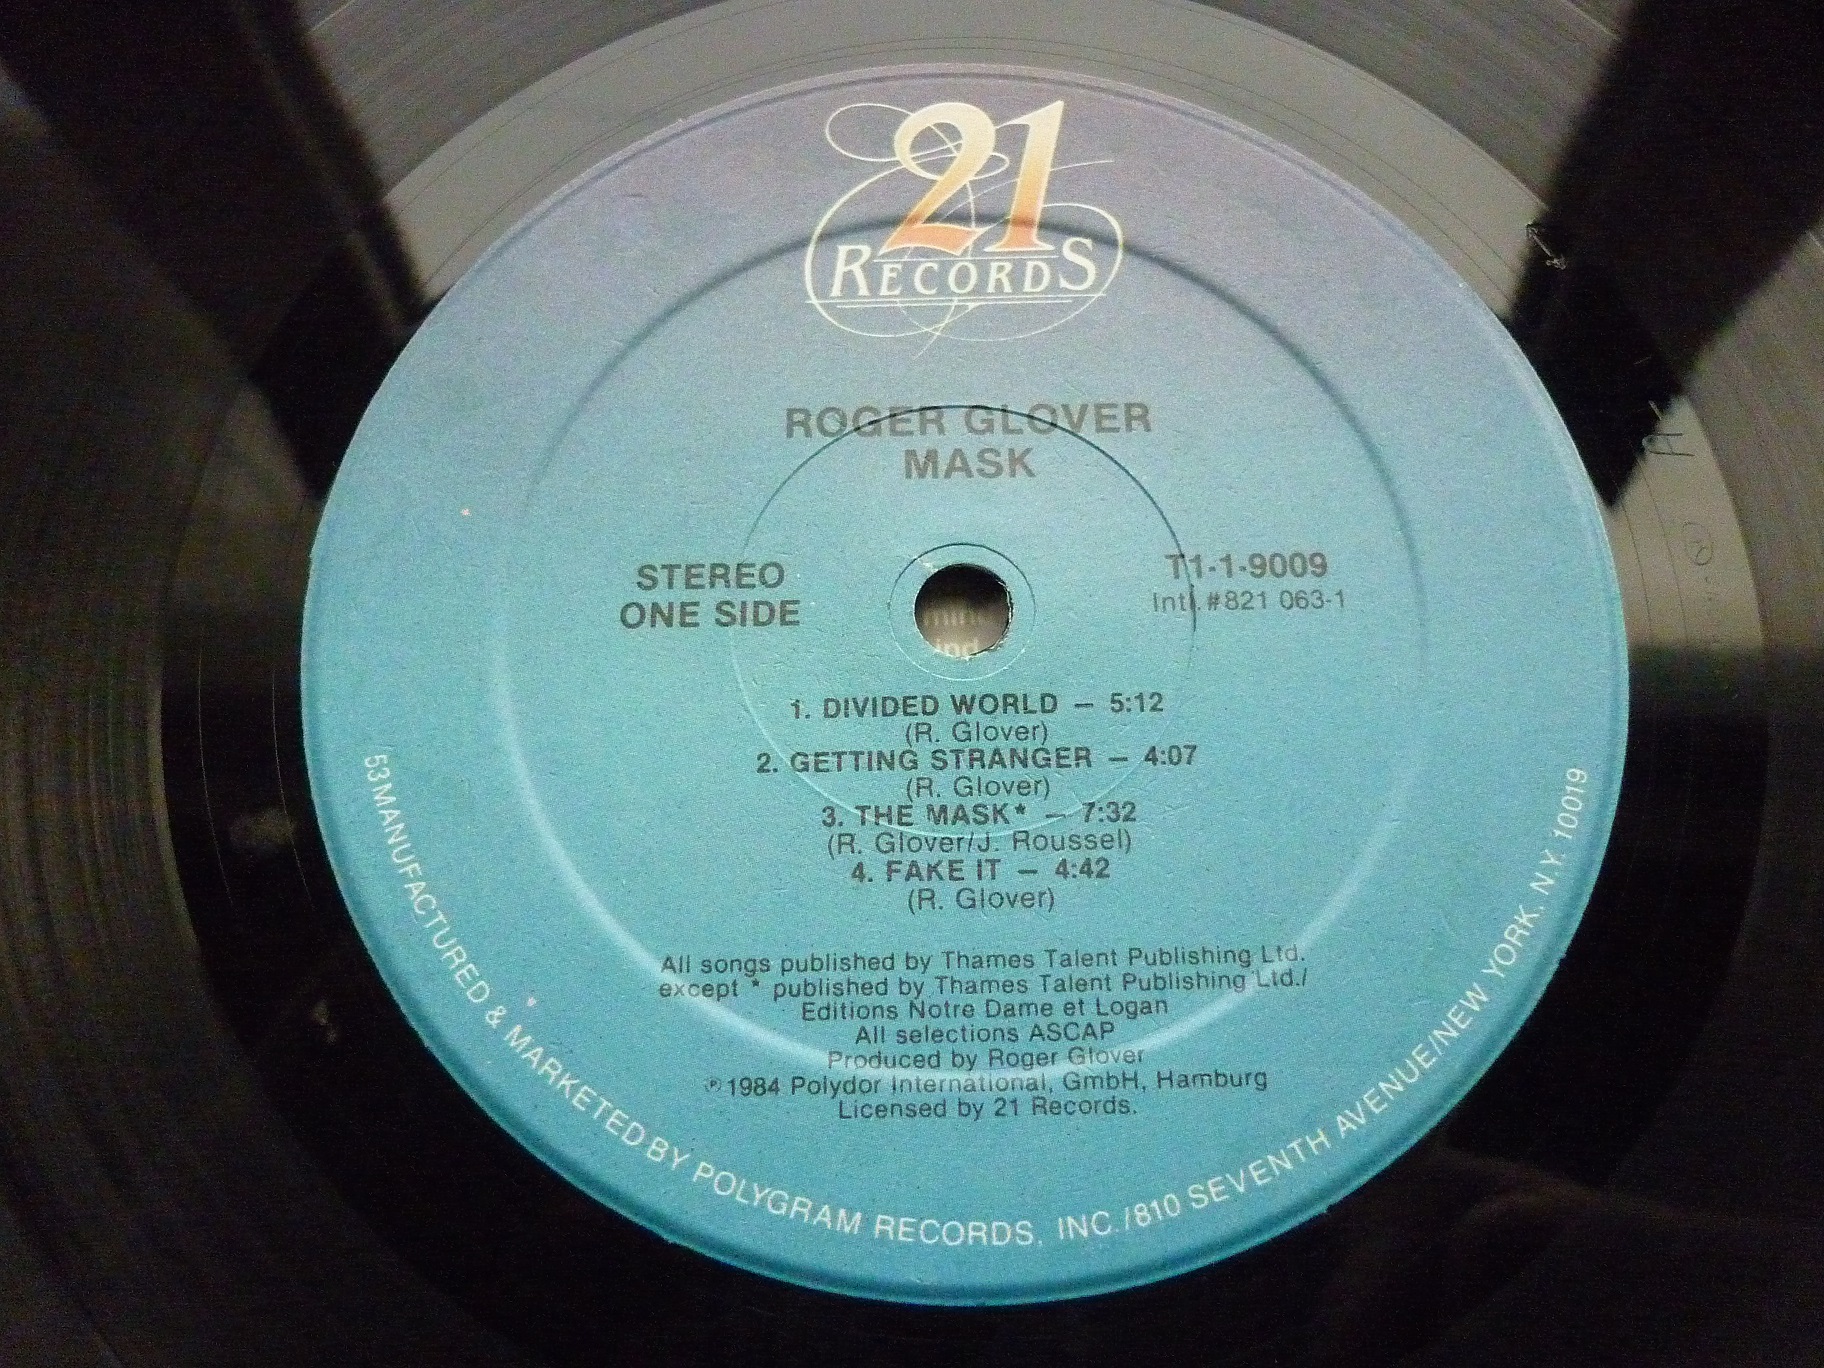 21
RECORDS
ROGER GLOVER
MASK
STEREO
ONE SIDE
T1-1-9009
Intl. #821 063-1
1. DIVIDED WORLD — 5:12
(R. Glover)
2. GETTING STRANGER — 4:07
(R. Glover)
3. THE MASK* — 7:32
(R. Glover/J. Roussel)
4. FAKE IT — 4:42
(R. Glover)
All songs published by Thames Talent Publishing Ltd.
except * published by Thames Talent Publishing Ltd./
Editions Notre Dame et Logan
All selections ASCAP
Produced by Roger Glover
℗ 1984 Polydor International, GmbH, Hamburg
Licensed by 21 Records.
53 MANUFACTURED & MARKETED BY POLYGRAM RECORDS, INC./810 SEVENTH AVENUE/NEW YORK, N.Y. 10019